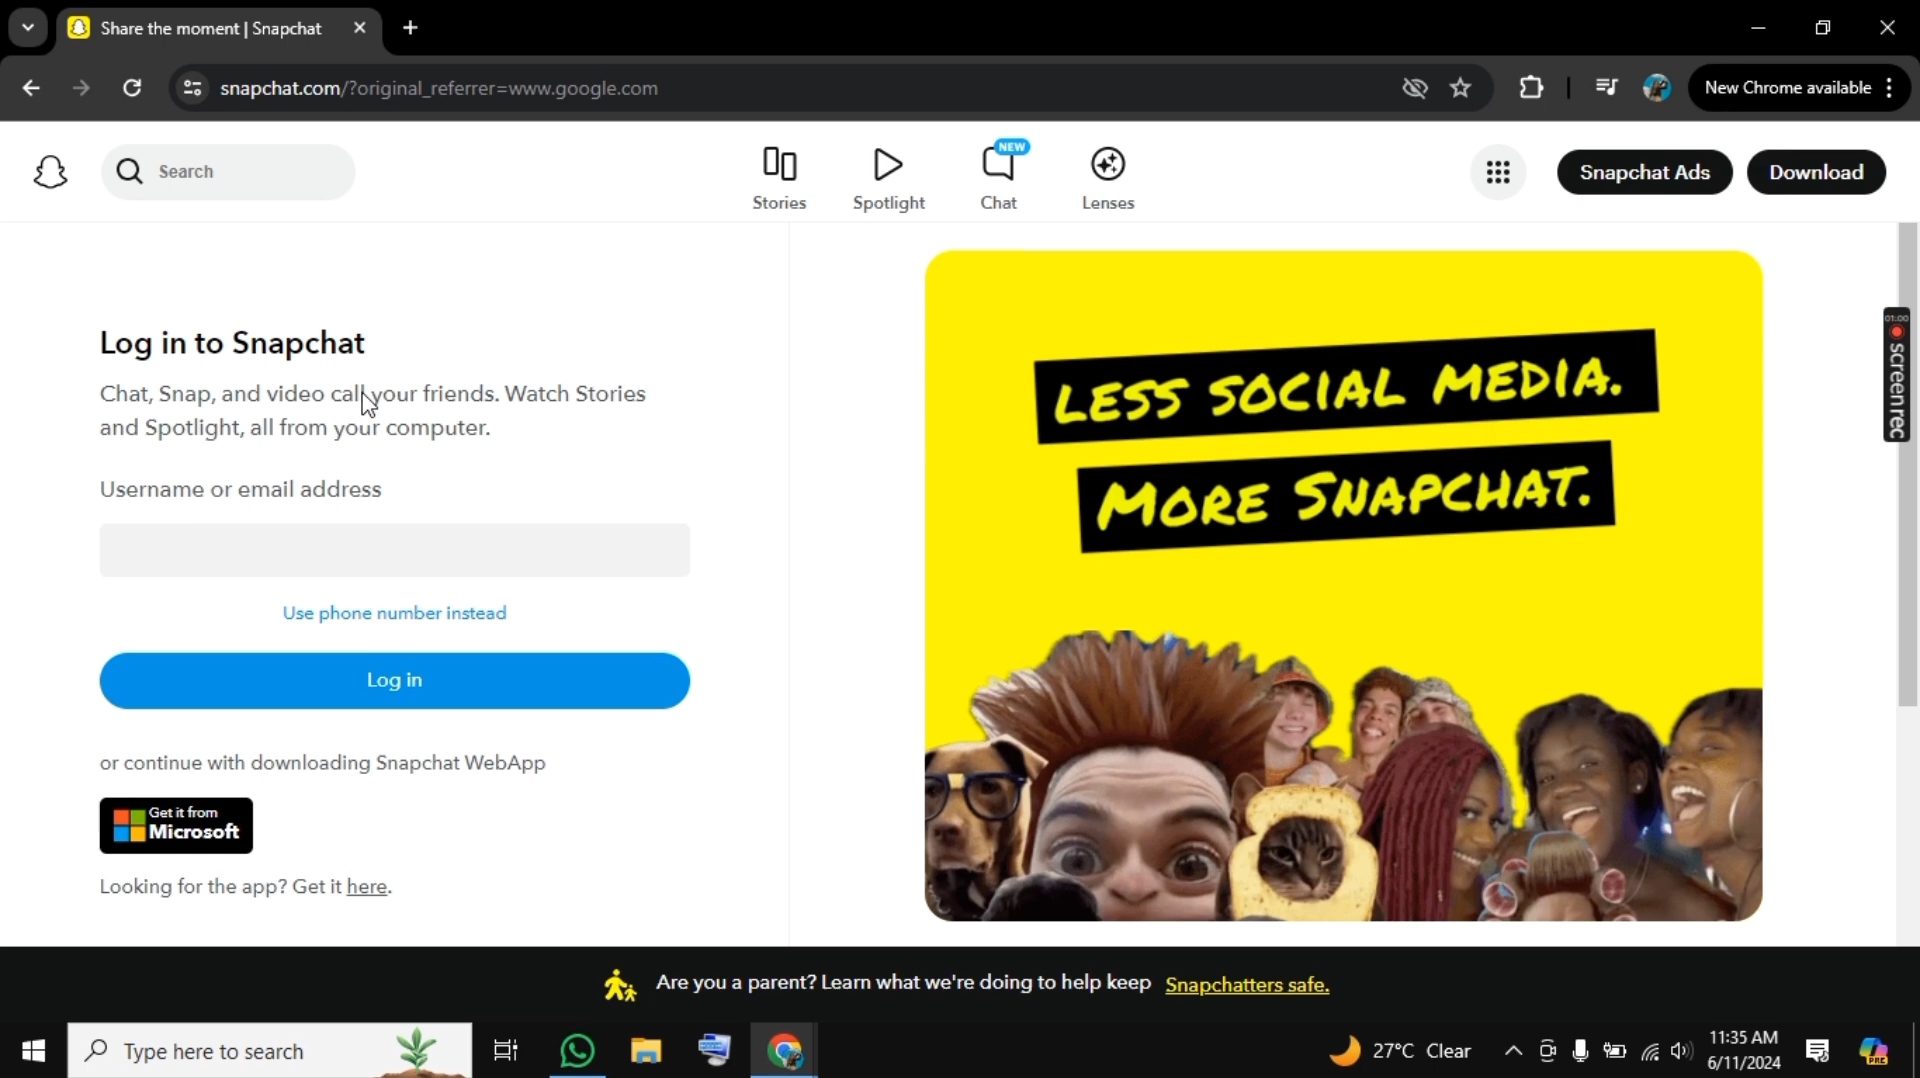 Share the moment | Snapchat
snapchat.com/?original_referrer=www.google.com
New Chrome available
Search
Stories
Spotlight
NEW
Chat
Lenses
Snapchat Ads
Download
Log in to Snapchat
Chat, Snap, and video call your friends. Watch Stories
and Spotlight, all from your computer.
Username or email address
Use phone number instead
Log in
or continue with downloading Snapchat WebApp
Get it from
Microsoft
Looking for the app? Get it here.
LESS SOCIAL MEDIA.
MORE SNAPCHAT.
01:00
screenrec
Are you a parent? Learn what we're doing to help keep Snapchatters safe.
Type here to search
27°C Clear
11:35 AM
6/11/2024
PRE